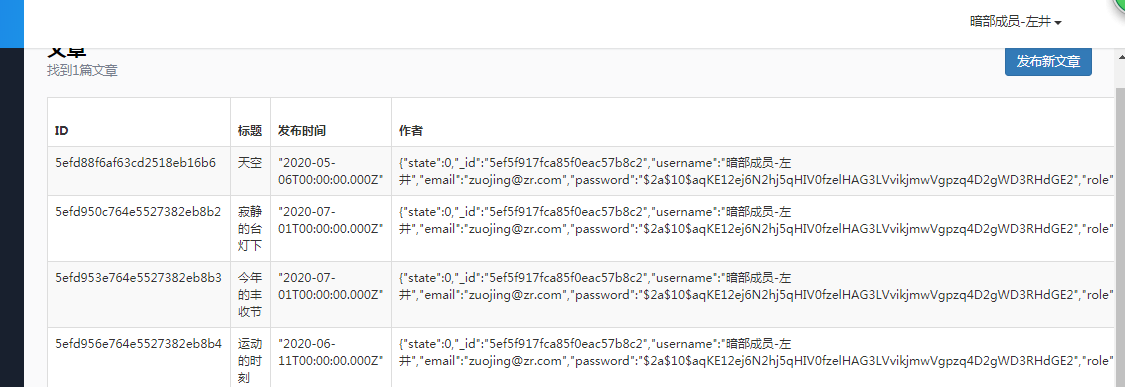 暗部成员-左井
文章
找到1篇文章
发布新文章
ID 标题 发布时间 作者
5efd88f6af63cd2518eb16b6 天空 "2020-05- {"state":0,"_id":"5ef5f917fca85f0eac57b8c2","username":"暗部成员-左
06T00:00:00.000Z" 井","email":"zuojing@zr.com","password":"$2a$10$aqKE12ej6N2hj5qHIV0fzelHAG3LVvikjmwVgpzq4D2gWD3RHdGE2","role"
5efd950c764e5527382eb8b2 寂静 "2020-07- {"state":0,"_id":"5ef5f917fca85f0eac57b8c2","username":"暗部成员-左
的台 01T00:00:00.000Z" 井","email":"zuojing@zr.com","password":"$2a$10$aqKE12ej6N2hj5qHIV0fzelHAG3LVvikjmwVgpzq4D2gWD3RHdGE2","role"
灯下
5efd953e764e5527382eb8b3 今年 "2020-07- {"state":0,"_id":"5ef5f917fca85f0eac57b8c2","username":"暗部成员-左
的丰 01T00:00:00.000Z" 井","email":"zuojing@zr.com","password":"$2a$10$aqKE12ej6N2hj5qHIV0fzelHAG3LVvikjmwVgpzq4D2gWD3RHdGE2","role"
收节
5efd956e764e5527382eb8b4 运动 "2020-06- {"state":0,"_id":"5ef5f917fca85f0eac57b8c2","username":"暗部成员-左
的时 11T00:00:00.000Z" 井","email":"zuojing@zr.com","password":"$2a$10$aqKE12ej6N2hj5qHIV0fzelHAG3LVvikjmwVgpzq4D2gWD3RHdGE2","role"
刻